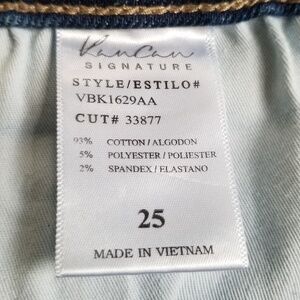 KanCan
SIGNATURE
STYLE/ESTILO#
VBK1629AA
CUT# 33877
93% COTTON/ALGODON
5% POLYESTER/POLIESTER
2% SPANDEX/ELASTANO
25
MADE IN VIETNAM